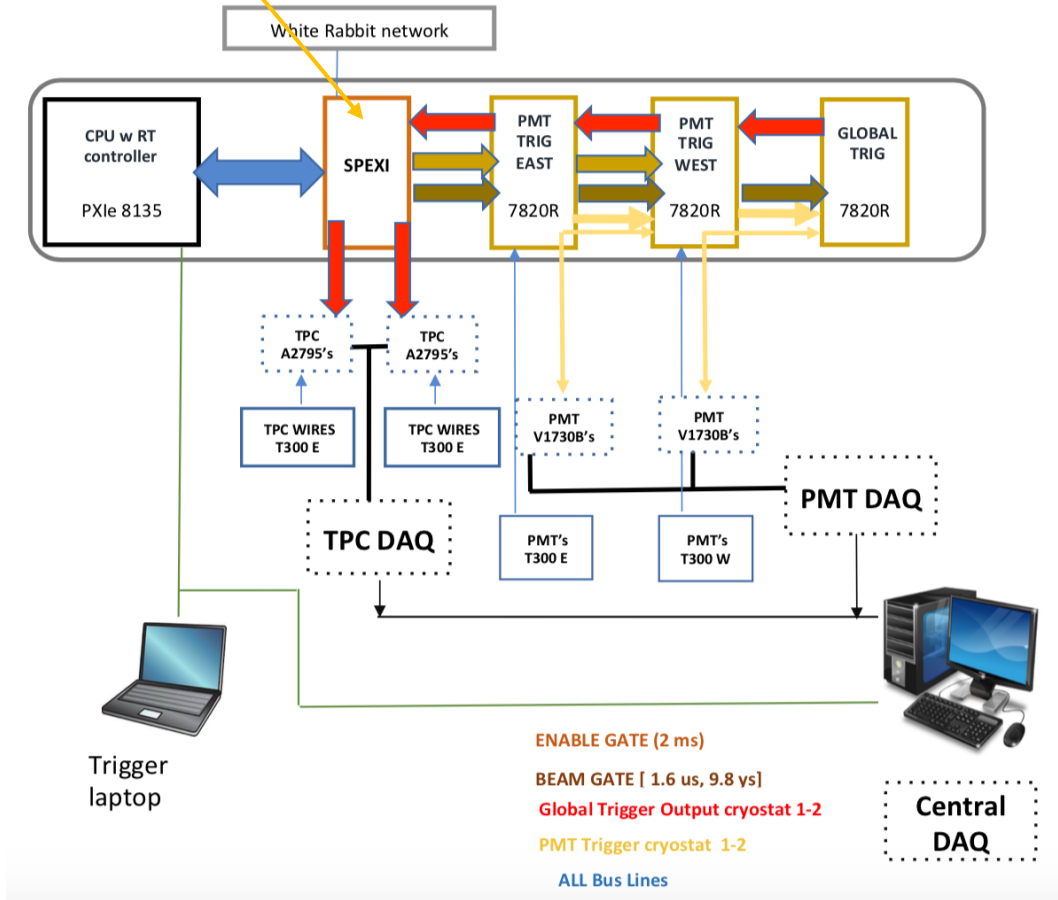 White Rabbit network
CPU w RT
controller
PXIe 8135
SPEXI
PMT
TRIG
EAST
7820R
PMT
TRIG
WEST
7820R
GLOBAL
TRIG
7820R
TPC
A2795's
TPC
A2795's
TPC WIRES
T300 E
TPC WIRES
T300 E
PMT
V1730B's
PMT
V1730B's
TPC DAQ
PMT DAQ
PMT's
T300 E
PMT's
T300 W
Trigger
laptop
ENABLE GATE (2 ms)
BEAM GATE [ 1.6 us, 9.8 ys]
Global Trigger Output cryostat 1-2
PMT Trigger cryostat 1-2
ALL Bus Lines
Central
DAQ